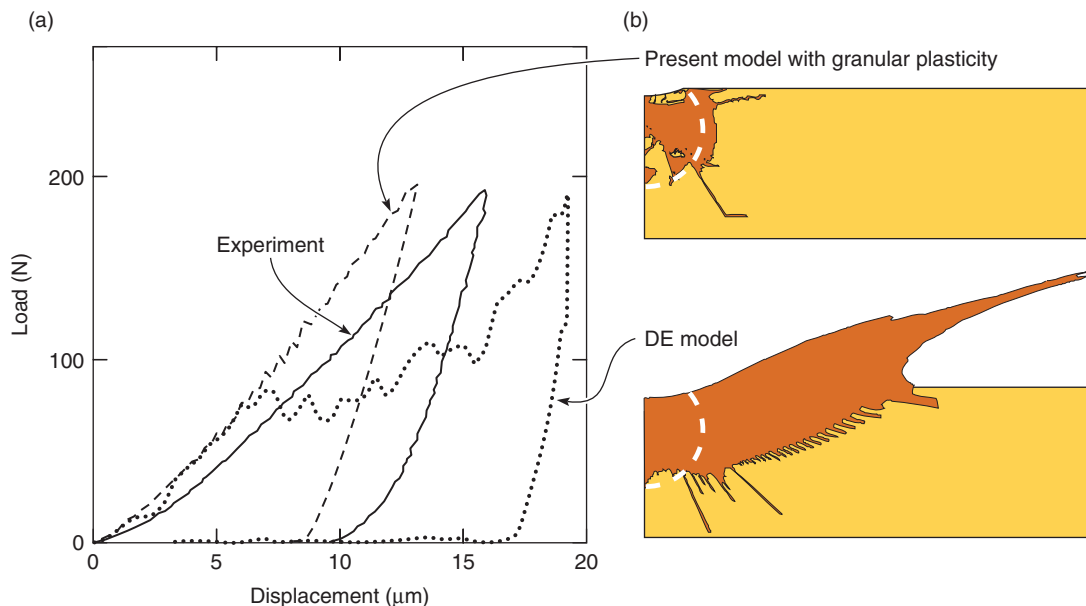 (a)
(b)
Present model with granular plasticity
200
Experiment
Load (N)
100
DE model
0
0
5
10
15
20
Displacement (μm)